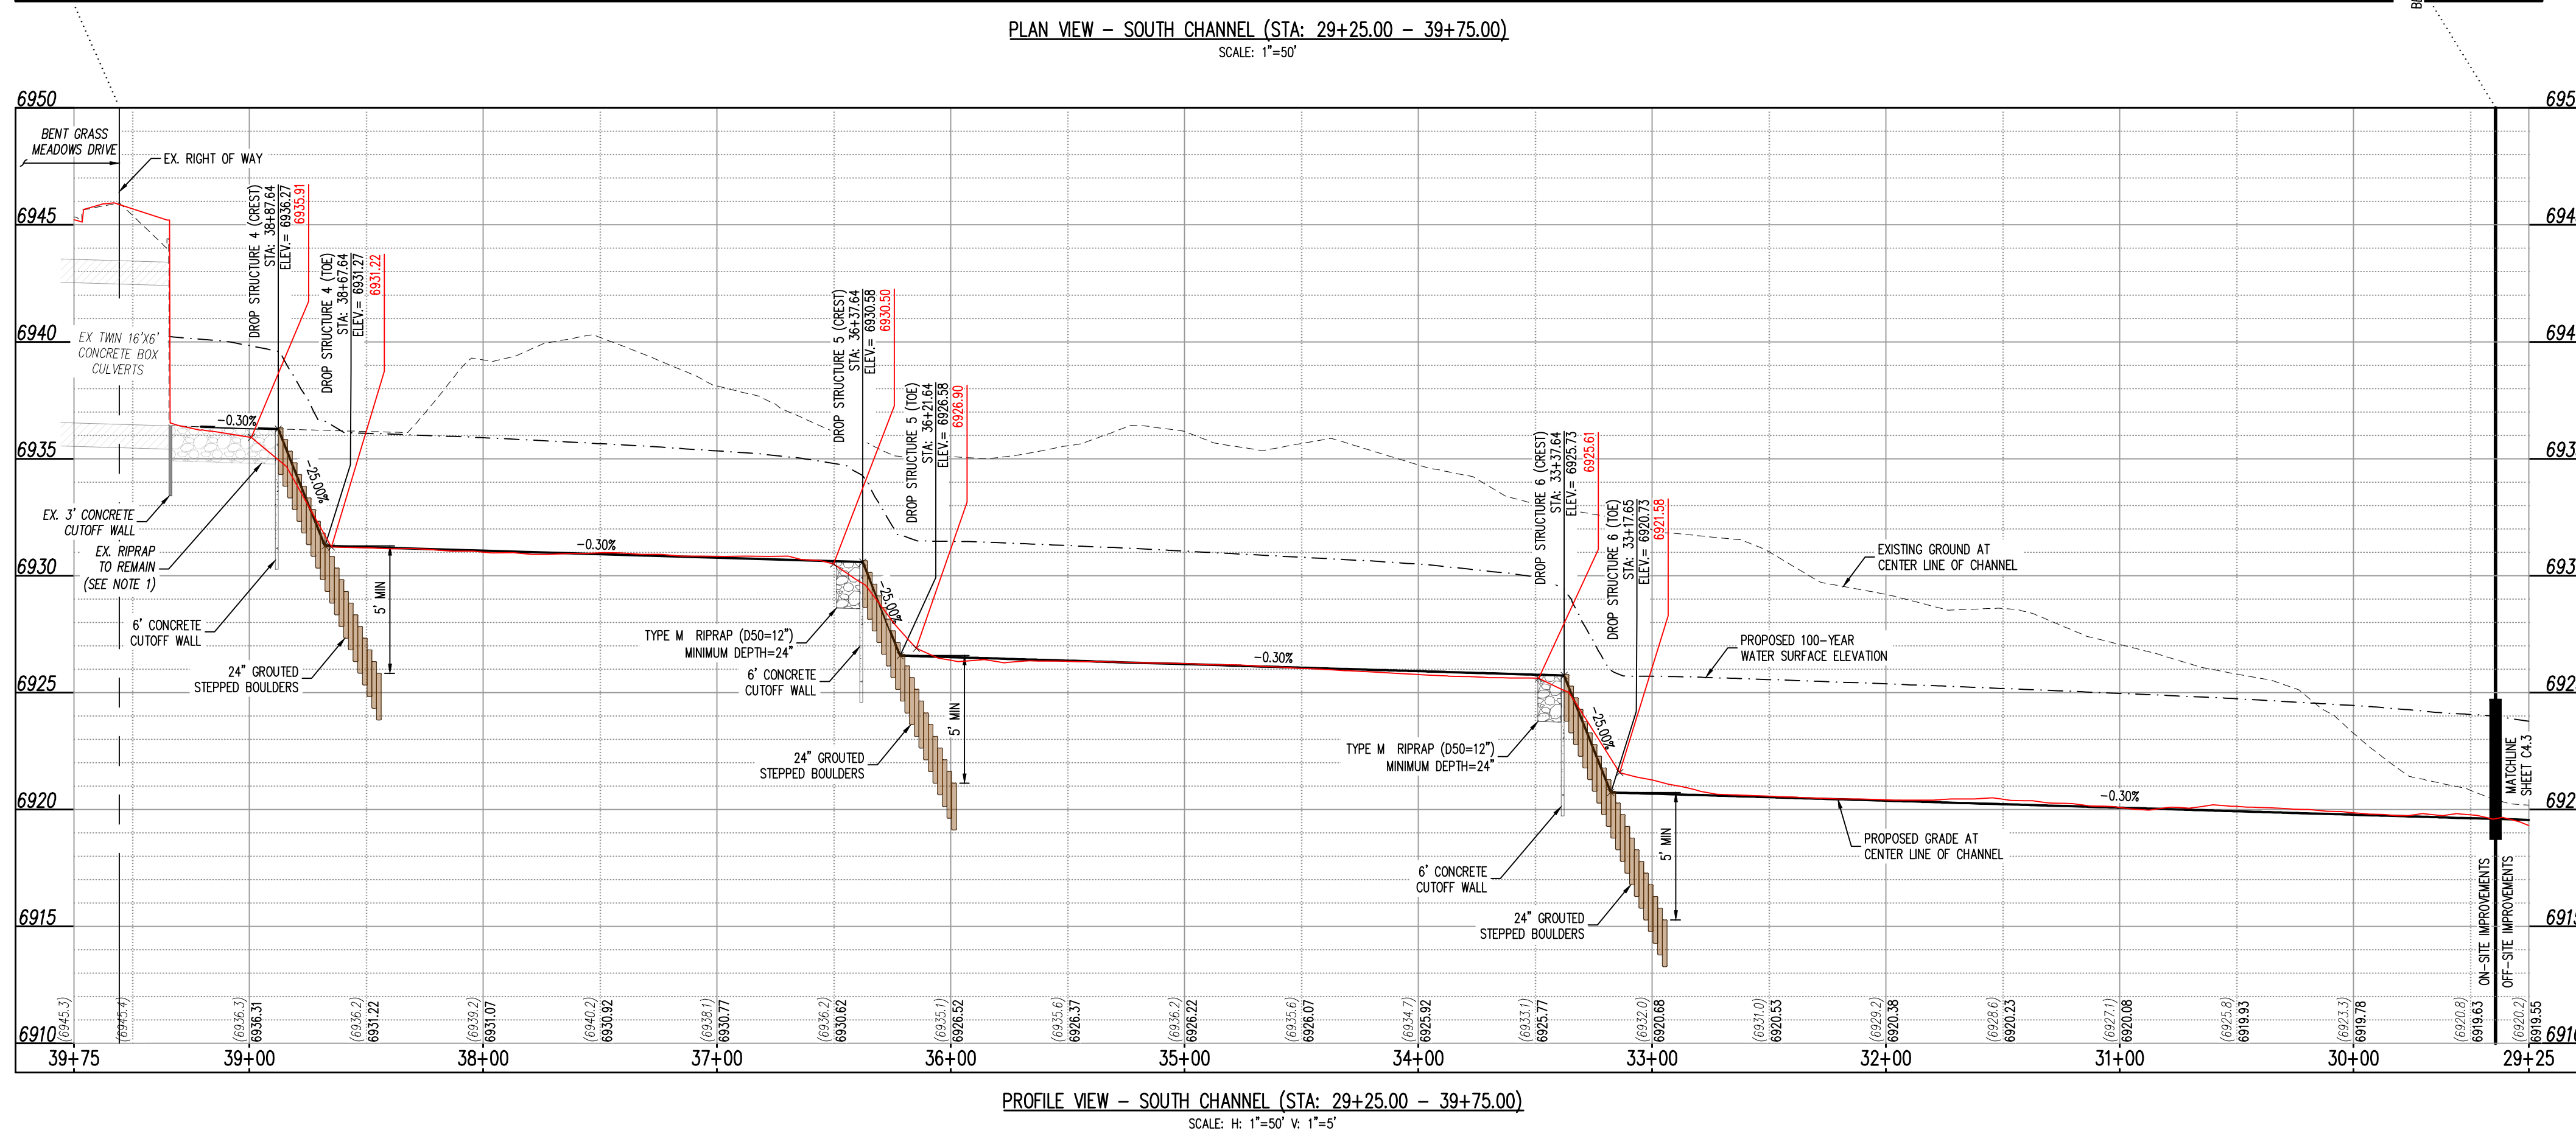 PLAN VIEW - SOUTH CHANNEL (STA: 29+25.00 - 39+75.00)
SCALE: 1"=50'
6950
6945
6940
6935
6930
6925
6920
6915
6910
BENT GRASS
MEADOWS DRIVE
EX. RIGHT OF WAY
EX TWIN 16'X6'
CONCRETE BOX
CULVERTS
EX. 3' CONCRETE
CUTOFF WALL
EX. RIPRAP
TO REMAIN
(SEE NOTE 1)
6' CONCRETE
CUTOFF WALL
24" GROUTED
STEPPED BOULDERS
-0.30%
DROP STRUCTURE 4 (CREST)
STA: 38+87.64
ELEV.= 6936.27
6935.91
DROP STRUCTURE 4 (TOE)
STA: 38+67.64
ELEV.= 6931.27
6931.22
-25.00%
5' MIN
-0.30%
DROP STRUCTURE 5 (CREST)
STA: 36+37.64
ELEV.= 6930.58
6930.50
DROP STRUCTURE 5 (TOE)
STA: 36+21.64
ELEV.= 6926.58
6926.90
-25.00%
TYPE M RIPRAP (D50=12")
MINIMUM DEPTH=24"
6' CONCRETE
CUTOFF WALL
24" GROUTED
STEPPED BOULDERS
5' MIN
-0.30%
DROP STRUCTURE 6 (CREST)
STA: 33+37.64
ELEV.= 6925.73
6925.61
DROP STRUCTURE 6 (TOE)
STA: 33+17.65
ELEV.= 6920.73
6921.58
-25.00%
TYPE M RIPRAP (D50=12")
MINIMUM DEPTH=24"
6' CONCRETE
CUTOFF WALL
24" GROUTED
STEPPED BOULDERS
5' MIN
EXISTING GROUND AT
CENTER LINE OF CHANNEL
PROPOSED 100-YEAR
WATER SURFACE ELEVATION
-0.30%
PROPOSED GRADE AT
CENTER LINE OF CHANNEL
MATCHLINE
SHEET C4.3
ON-SITE IMPROVEMENTS
OFF-SITE IMPROVEMENTS
(6945.3)
(6945.4)
(6936.3)
6936.31
(6936.2)
6931.22
(6939.2)
6931.07
(6940.2)
6930.92
(6938.1)
6930.77
(6936.2)
6930.62
(6935.1)
6926.52
(6935.6)
6926.37
(6936.2)
6926.22
(6935.6)
6926.07
(6934.7)
6925.92
(6933.1)
6925.77
(6932.0)
6920.68
(6931.0)
6920.53
(6929.2)
6920.38
(6928.6)
6920.23
(6927.1)
6920.08
(6925.8)
6919.93
(6923.3)
6919.78
(6920.8)
6919.63
(6920.2)
6919.55
39+75
39+00
38+00
37+00
36+00
35+00
34+00
33+00
32+00
31+00
30+00
29+25
PROFILE VIEW - SOUTH CHANNEL (STA: 29+25.00 - 39+75.00)
SCALE: H: 1"=50' V: 1"=5'